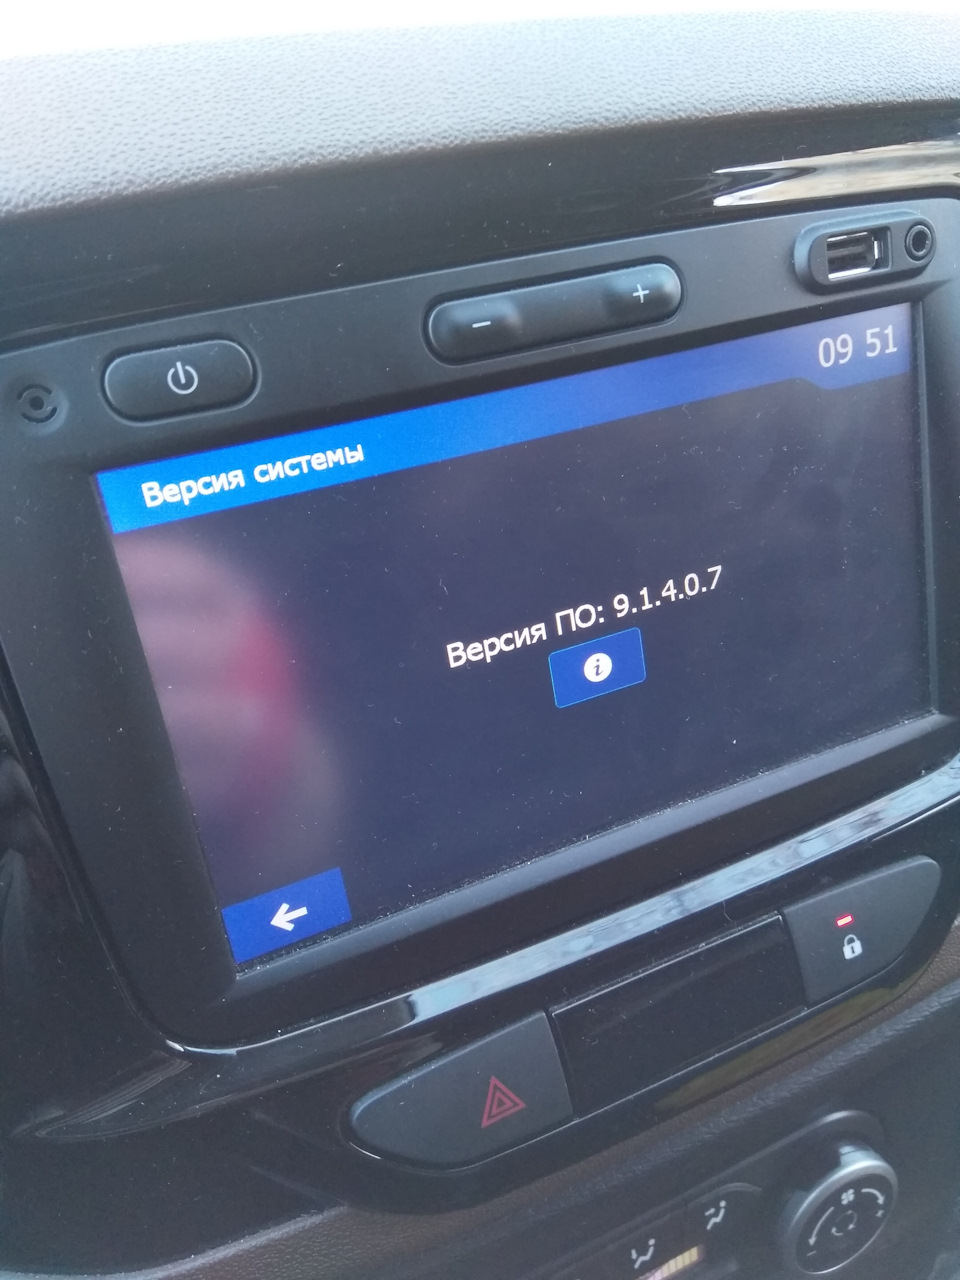 09 51
Версия системы
Версия ПО: 9.1.4.0.7